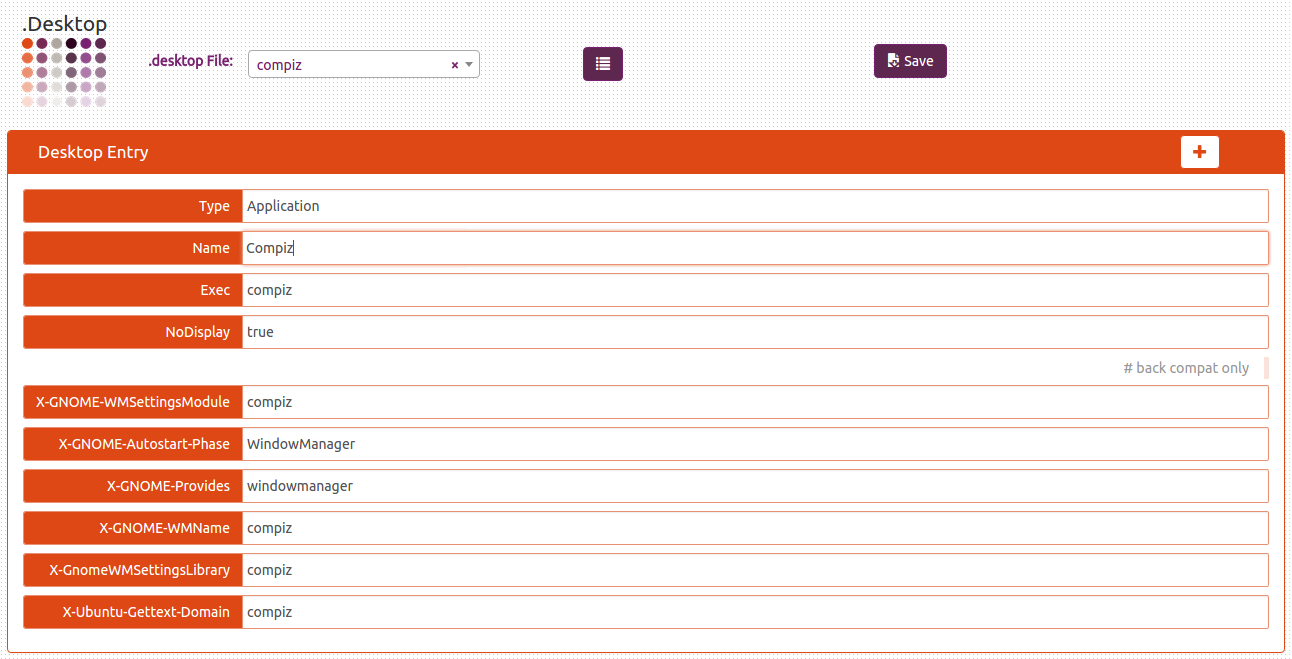 .Desktop
.desktop File: compiz × Save
Desktop Entry
Type Application
Name Compiz
Exec compiz
NoDisplay true
# back compat only
X-GNOME-WMSettingsModule compiz
X-GNOME-Autostart-Phase WindowManager
X-GNOME-Provides windowmanager
X-GNOME-WMName compiz
X-GnomeWMSettingsLibrary compiz
X-Ubuntu-Gettext-Domain compiz